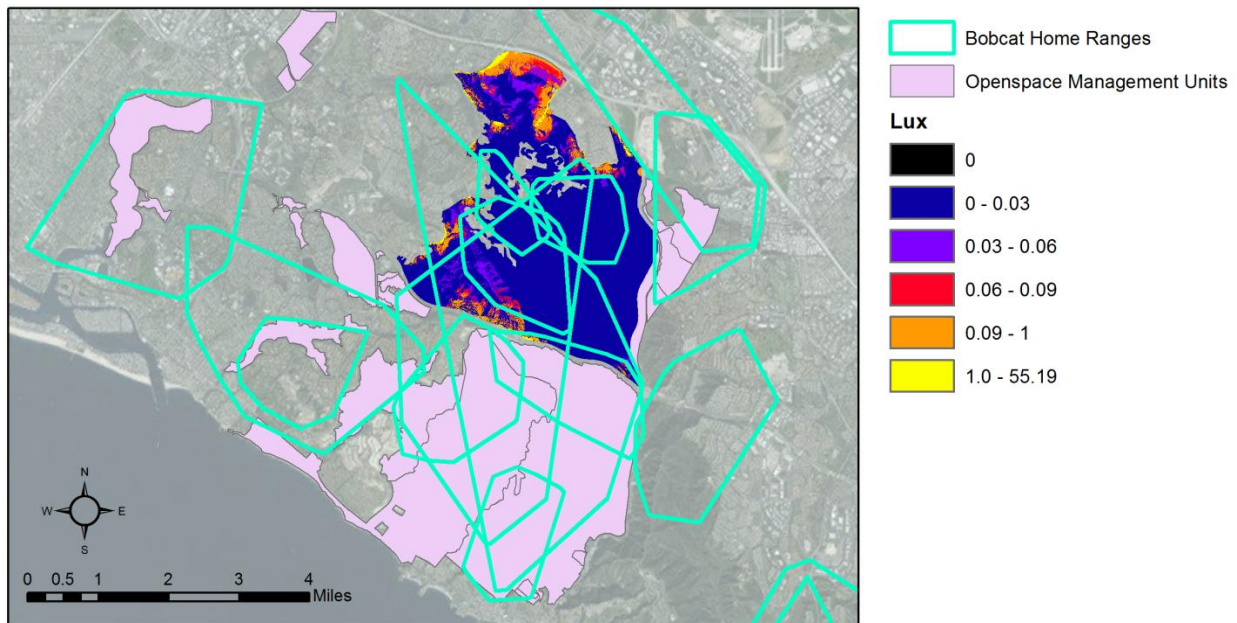 Bobcat Home Ranges
Openspace Management Units
Lux
0
0 - 0.03
0.03 - 0.06
0.06 - 0.09
0.09 - 1
1.0 - 55.19
N
W E
S
0 0.5 1 2 3 4
Miles